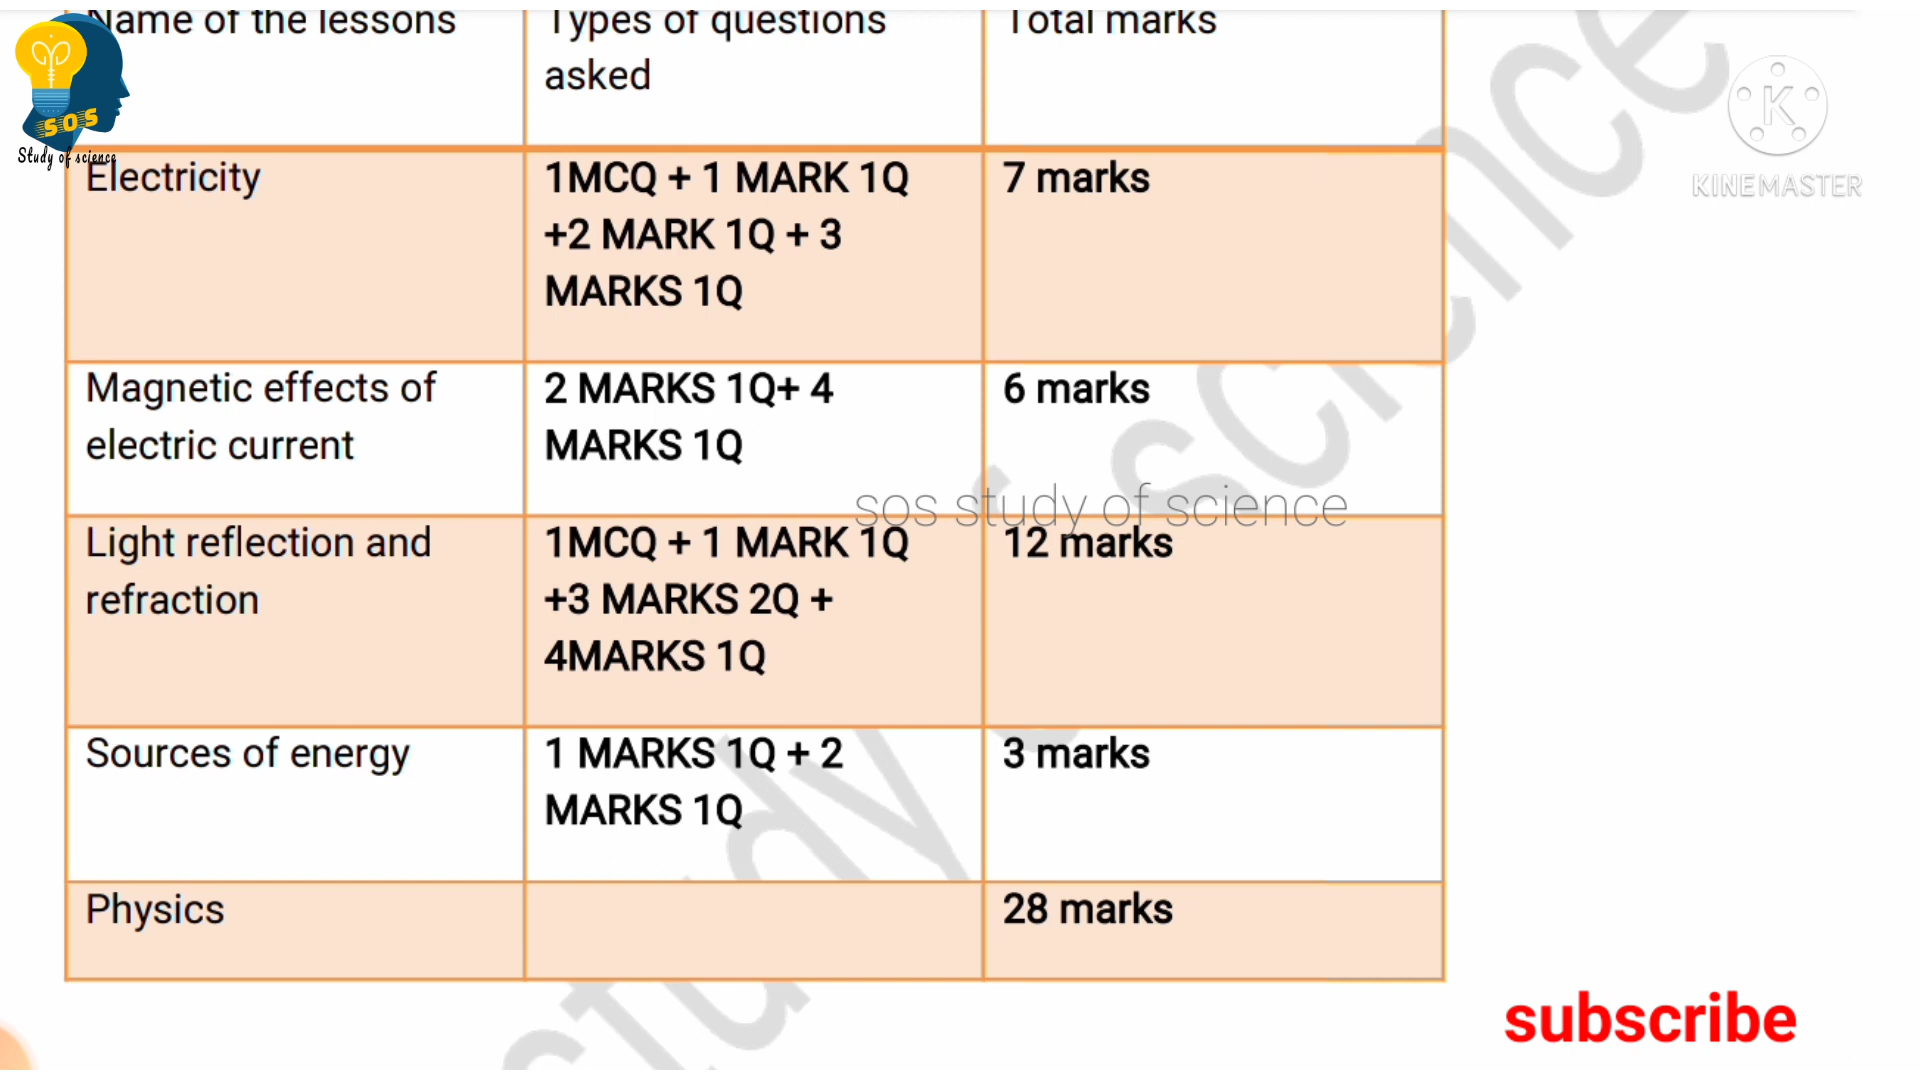 Name of the lessons
Types of questions
asked
Total marks
SOS
Study of science
K
KINEMASTER
Electricity
1MCQ + 1 MARK 1Q
+2 MARK 1Q + 3
MARKS 1Q
7 marks
Magnetic effects of
electric current
2 MARKS 1Q+ 4
MARKS 1Q
6 marks
sos study of science
Light reflection and
refraction
1MCQ + 1 MARK 1Q
+3 MARKS 2Q +
4MARKS 1Q
12 marks
Sources of energy
1 MARKS 1Q + 2
MARKS 1Q
3 marks
Physics
28 marks
study of science
subscribe